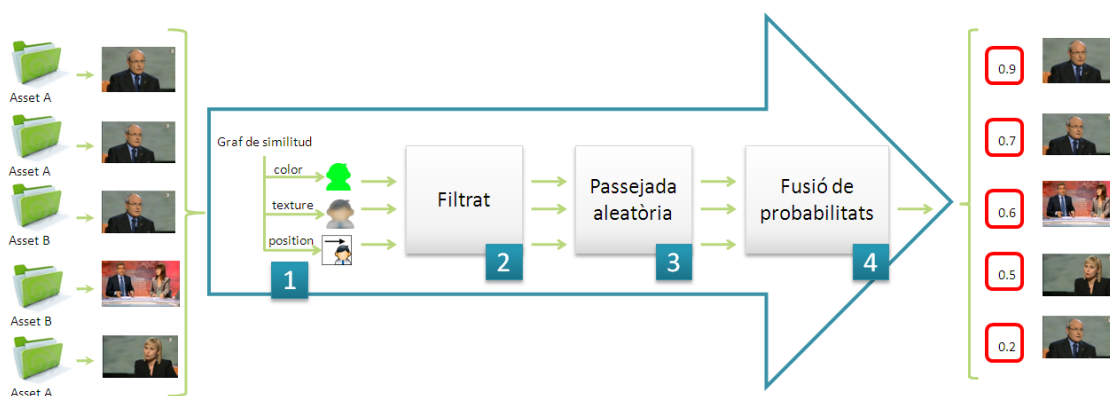 Asset A
Asset A
Asset B
Asset B
Asset A
Graf de similitud
color
texture
position
1
Filtrat
2
Passejada
aleatòria
3
Fusió de
probabilitats
4
0.9
0.7
0.6
0.5
0.2